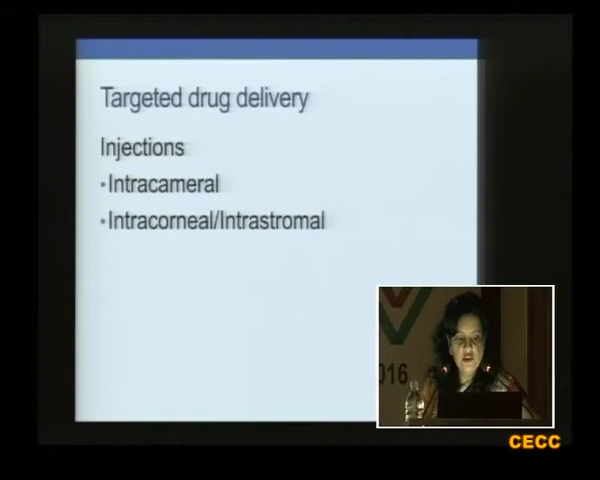 Targeted drug delivery
Injections
•Intracameral
•Intracorneal/Intrastromal
016
CECC